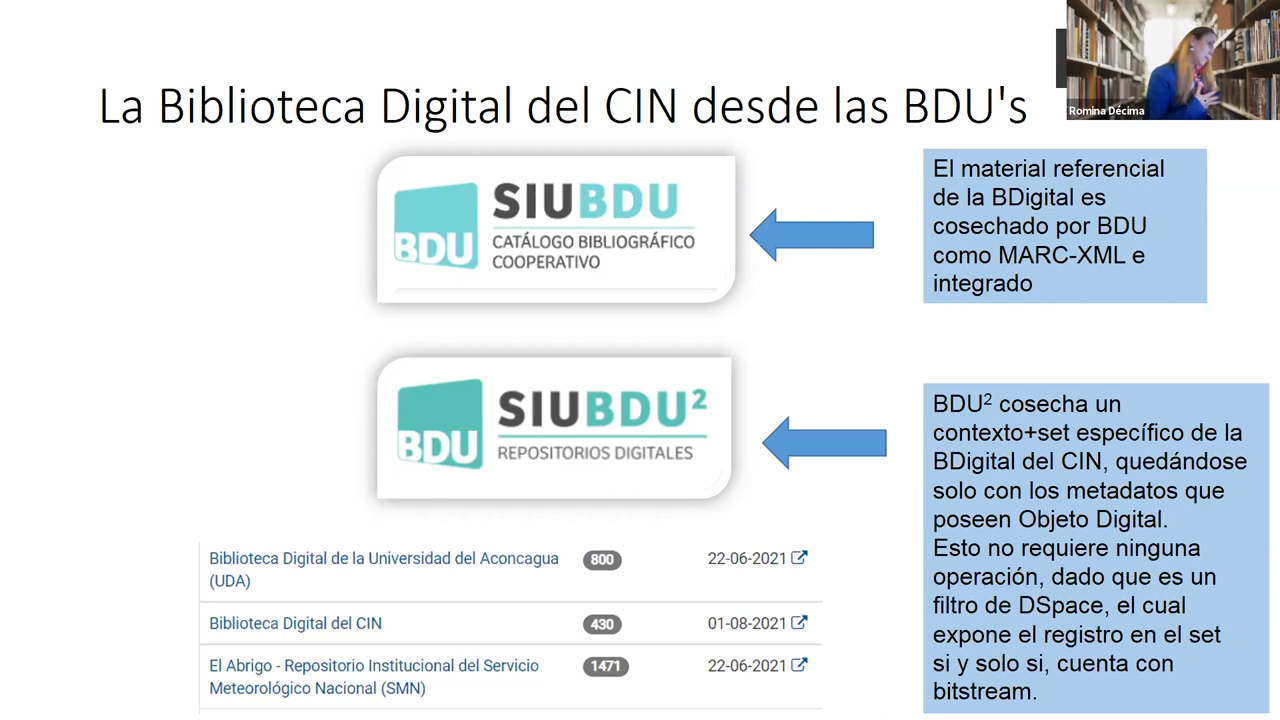 La Biblioteca Digital del CIN desde las BDU's
Romina Décima
BDU
SIUBDU
CATÁLOGO BIBLIOGRÁFICO
COOPERATIVO
El material referencial
de la BDigital es
cosechado por BDU
como MARC-XML e
integrado
BDU
SIUBDU²
REPOSITORIOS DIGITALES
BDU² cosecha un
contexto+set específico de la
BDigital del CIN, quedándose
solo con los metadatos que
poseen Objeto Digital.
Esto no requiere ninguna
operación, dado que es un
filtro de DSpace, el cual
expone el registro en el set
si y solo si, cuenta con
bitstream.
Biblioteca Digital de la Universidad del Aconcagua 800 22-06-2021
(UDA)
Biblioteca Digital del CIN 430 01-08-2021
El Abrigo - Repositorio Institucional del Servicio 1471 22-06-2021
Meteorológico Nacional (SMN)